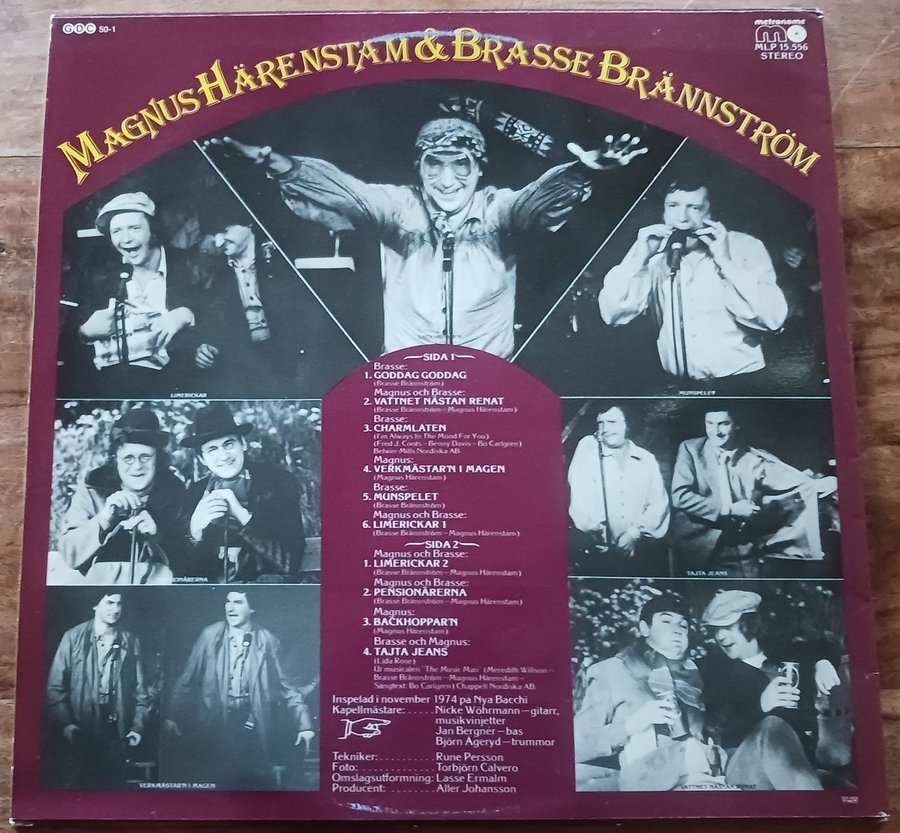 GDC 50-1
metronome
MLP 15.556
STEREO
MAGNUS HÄRENSTAM & BRASSE BRÄNNSTRÖM
LIMERICKAR
MUNSPELET
PENSIONÄRERNA
TAJTA JEANS
VERKMÄSTAR'N I MAGEN
VATTNET NÄSTAN RENAT
SIDA 1
Brasse:
1. GODDAG GODDAG
(Brasse Brännström)
Magnus och Brasse:
2. VATTNET NÄSTAN RENAT
(Brasse Brännström–Magnus Härenstam)
Brasse:
3. CHARMLATEN
(I'm Always In The Mood For You)
(Fred J. Coots–Benny Davis–Bo Carlgren)
Belwin-Mills Nordiska AB
Magnus:
4. VERKMÄSTAR'N I MAGEN
(Magnus Härenstam)
Brasse:
5. MUNSPELET
(Brasse Brännström)
Magnus och Brasse:
6. LIMERICKAR 1
(Brasse Brännström–Magnus Härenstam)
SIDA 2
Magnus och Brasse:
1. LIMERICKAR 2
(Brasse Brännström–Magnus Härenstam)
Magnus och Brasse:
2. PENSIONÄRERNA
(Brasse Brännström–Magnus Härenstam)
Magnus:
3. BACKHOPPAR'N
(Magnus Härenstam)
Brasse och Magnus:
4. TAJTA JEANS
(Lida Rose)
Ur musicalen "The Music Man" (Meredith Willson–
Brasse Brännström–Magnus Härenstam–
Sångtext: Bo Carlgren) Chappell Nordiska AB.
Inspelad i november 1974 på Nya Bacchi
Kapellmästare: ..... Nicke Wöhrmann–gitarr,
musikvinjetter
Jan Bergner–bas
Björn Ågeryd–trummor
Tekniker: .......... Rune Persson
Foto: ............. Torbjörn Calvero
Omslagsutformning: Lasse Ermalm
Producent: ........ Aller Johansson